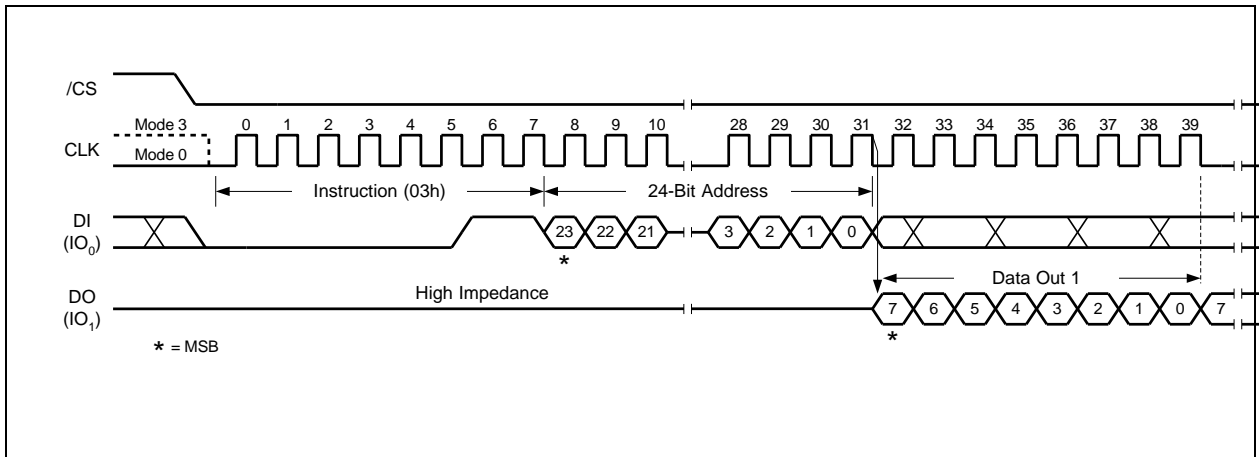 /CS
Mode 3
CLK
Mode 0
0 1 2 3 4 5 6 7 8 9 10 28 29 30 31 32 33 34 35 36 37 38 39
Instruction (03h) 24-Bit Address
DI
(IO0)
23 22 21 3 2 1 0
*
DO
(IO1)
High Impedance
Data Out 1
7 6 5 4 3 2 1 0 7
*
* = MSB